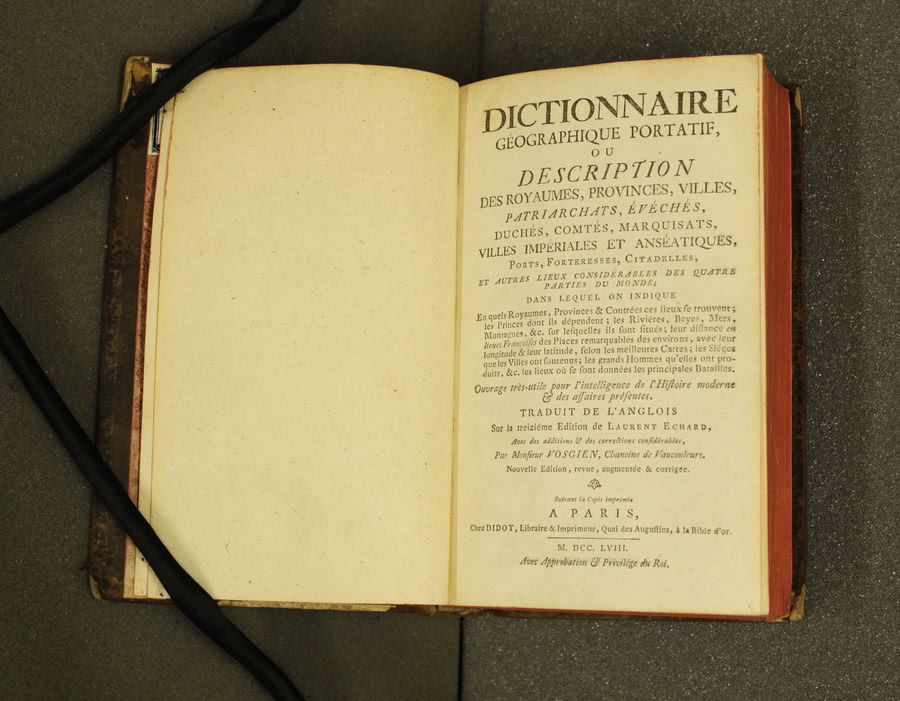 DICTIONNAIRE
GÉOGRAPHIQUE PORTATIF,
OU
DESCRIPTION
DES ROYAUMES, PROVINCES, VILLES,
PATRIARCHATS, ÉVÉCHÉS,
DUCHÉS, COMTÉS, MARQUISATS,
VILLES IMPÉRIALES ET ANSÉATIQUES,
PORTS, FORTERESSES, CITADELLES,
ET AUTRES LIEUX CONSIDÉRABLES DES QUATRE
PARTIES DU MONDE;
DANS LEQUEL ON INDIQUE
En quels Royaumes, Provinces & Contrées ces lieux se trouvent;
les Princes dont ils dépendent; les Riviéres, Bayes, Mers,
Montagnes, &c. sur lesquelles ils sont situés; leur distance en
lieues Françoises des Places remarquables des environs, avec leur
longitude & leur latitude, selon les meilleures Cartes; les Siéges
que les Villes ont soutenus; les grands Hommes qu'elles ont pro-
duits, &c. les lieux où se sont données les principales Batailles.
Ouvrage très-utile pour l'intelligence de l'Histoire moderne
& des affaires présentes.
TRADUIT DE L'ANGLOIS
Sur la treiziéme Edition de LAURENT ECHARD,
Avec des additions & des corrections considérables,
Par Monsieur VOSGIEN, Chanoine de Vaucouleurs.
Nouvelle Edition, revue, augmentée & corrigée.
Suivant la Copie imprimée
A PARIS,
Chez DIDOT, Libraire & Imprimeur, Quai des Augustins, à la Bible d'or.
M. DCC. LVIII.
Avec Approbation & Privilége du Roi.